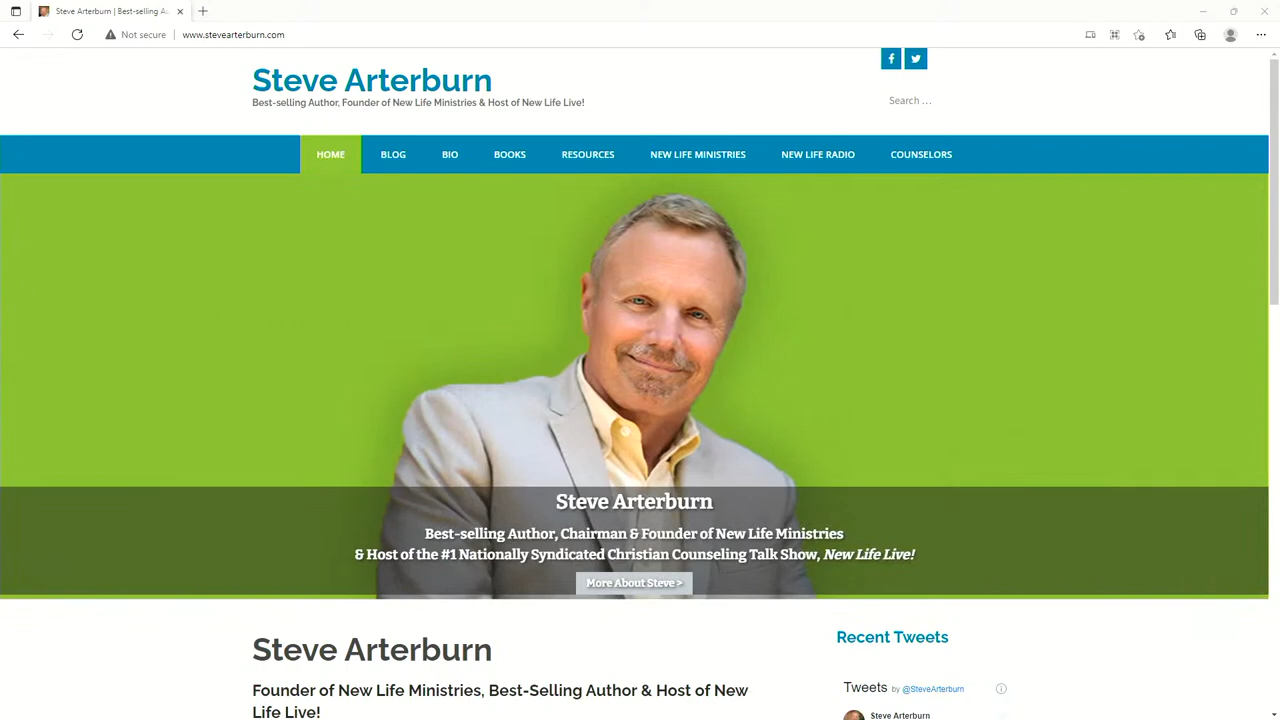 Steve Arterburn | Best-selling Au
Not secure
www.stevearterburn.com
Steve Arterburn
Best-selling Author, Founder of New Life Ministries & Host of New Life Live!
Search ...
HOME
BLOG
BIO
BOOKS
RESOURCES
NEW LIFE MINISTRIES
NEW LIFE RADIO
COUNSELORS
Steve Arterburn
Best-selling Author, Chairman & Founder of New Life Ministries
& Host of the #1 Nationally Syndicated Christian Counseling Talk Show, New Life Live!
More About Steve >
Steve Arterburn
Founder of New Life Ministries, Best-Selling Author & Host of New
Life Live!
Recent Tweets
Tweets by @SteveArterburn
Steve Arterburn